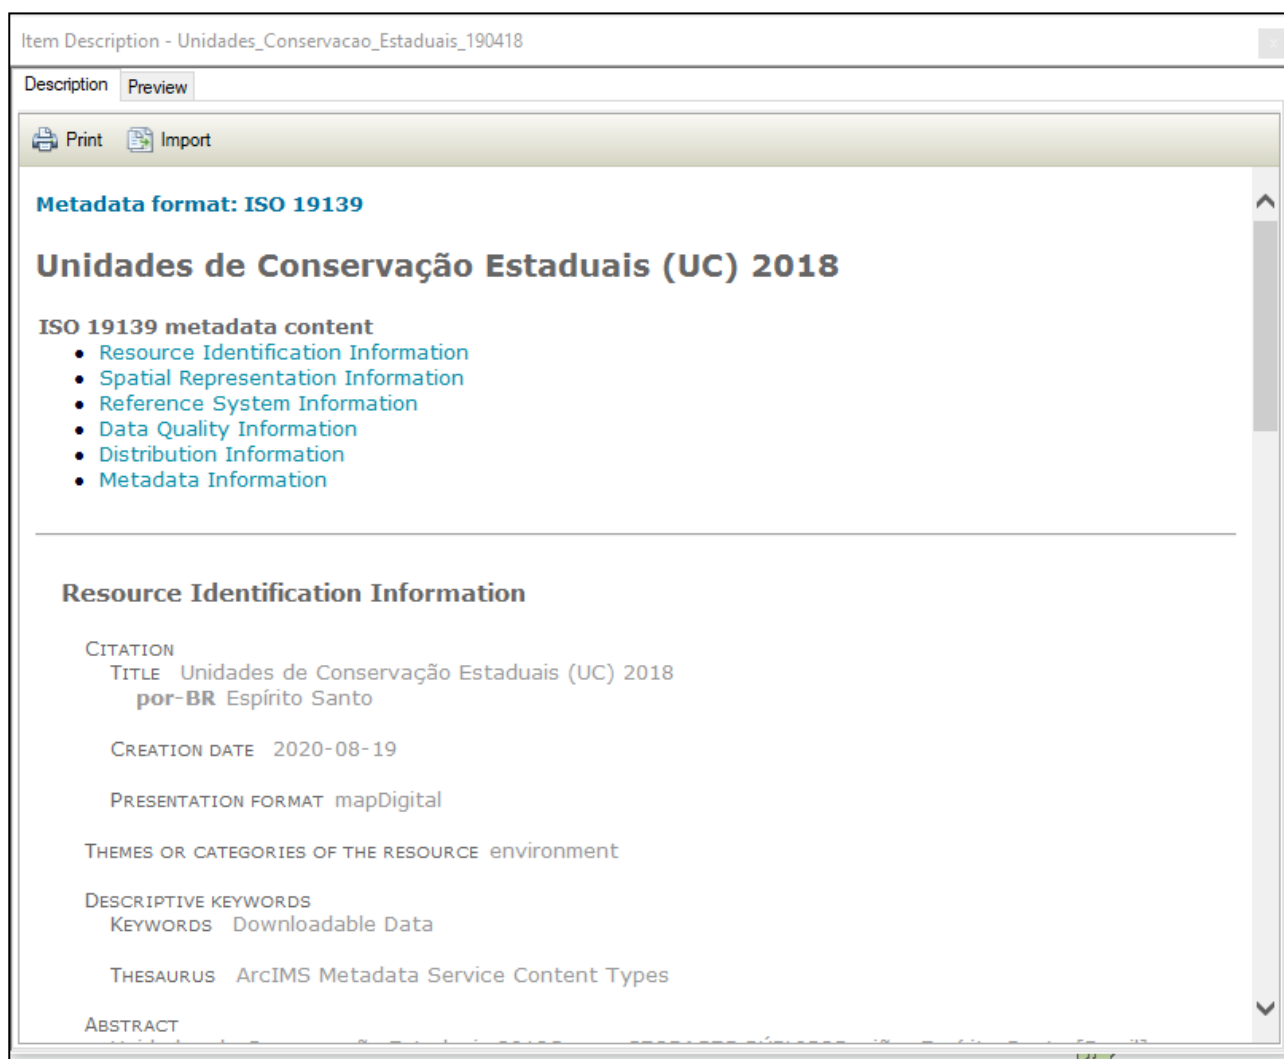 Item Description - Unidades_Conservacao_Estaduais_190418
x
Description Preview
Print Import
Metadata format: ISO 19139
Unidades de Conservação Estaduais (UC) 2018
ISO 19139 metadata content
• Resource Identification Information
• Spatial Representation Information
• Reference System Information
• Data Quality Information
• Distribution Information
• Metadata Information
Resource Identification Information
CITATION
TITLE Unidades de Conservação Estaduais (UC) 2018
por-BR Espírito Santo
CREATION DATE 2020-08-19
PRESENTATION FORMAT mapDigital
THEMES OR CATEGORIES OF THE RESOURCE environment
DESCRIPTIVE KEYWORDS
KEYWORDS Downloadable Data
THESAURUS ArcIMS Metadata Service Content Types
ABSTRACT